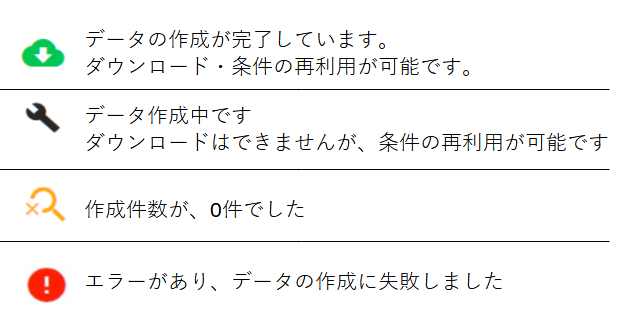 データの作成が完了しています。
ダウンロード・条件の再利用が可能です。
データ作成中です
ダウンロードはできませんが、条件の再利用が可能です
作成件数が、0件でした
エラーがあり、データの作成に失敗しました